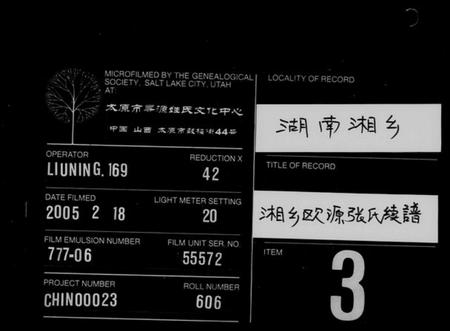 MICROFILMED BY THE GENEALOGICAL
SOCIETY, SALT LAKE CITY, UTAH
AT:
太原市寻源姓氏文化中心
中国 山西 太原市鼓楼街44号
OPERATOR
LIUNING, 169
REDUCTION X
42
DATE FILMED
2005 2 18
LIGHT METER SETTING
20
FILM EMULSION NUMBER
777-06
FILM UNIT SER. NO.
55572
PROJECT NUMBER
CHIN00023
ROLL NUMBER
606
LOCALITY OF RECORD
湖南湘乡
TITLE OF RECORD
湘乡欧源張氏續譜
ITEM
3